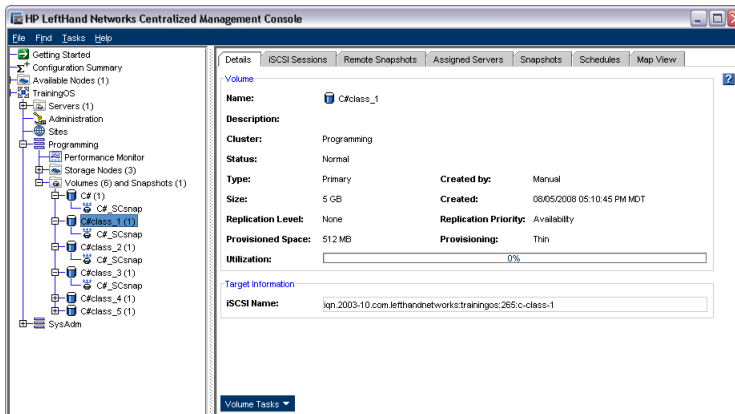 HP LeftHand Networks Centralized Management Console
File Find Tasks Help
Getting Started
Configuration Summary
Available Nodes (1)
TrainingOS
Servers (1)
Administration
Sites
Programming
Performance Monitor
Storage Nodes (3)
Volumes (6) and Snapshots (1)
C# (1)
C#_SCsnap
C#class_1 (1)
C#_SCsnap
C#class_2 (1)
C#_SCsnap
C#class_3 (1)
C#_SCsnap
C#class_4 (1)
C#class_5 (1)
SysAdm
Details iSCSI Sessions Remote Snapshots Assigned Servers Snapshots Schedules Map View
Volume
Name: C#class_1
Description:
Cluster: Programming
Status: Normal
Type: Primary Created by: Manual
Size: 5 GB Created: 08/05/2008 05:10:45 PM MDT
Replication Level: None Replication Priority: Availability
Provisioned Space: 512 MB Provisioning: Thin
Utilization: 0%
Target Information
iSCSI Name: iqn.2003-10.com.lefthandnetworks:trainingos:265:c-class-1
Volume Tasks